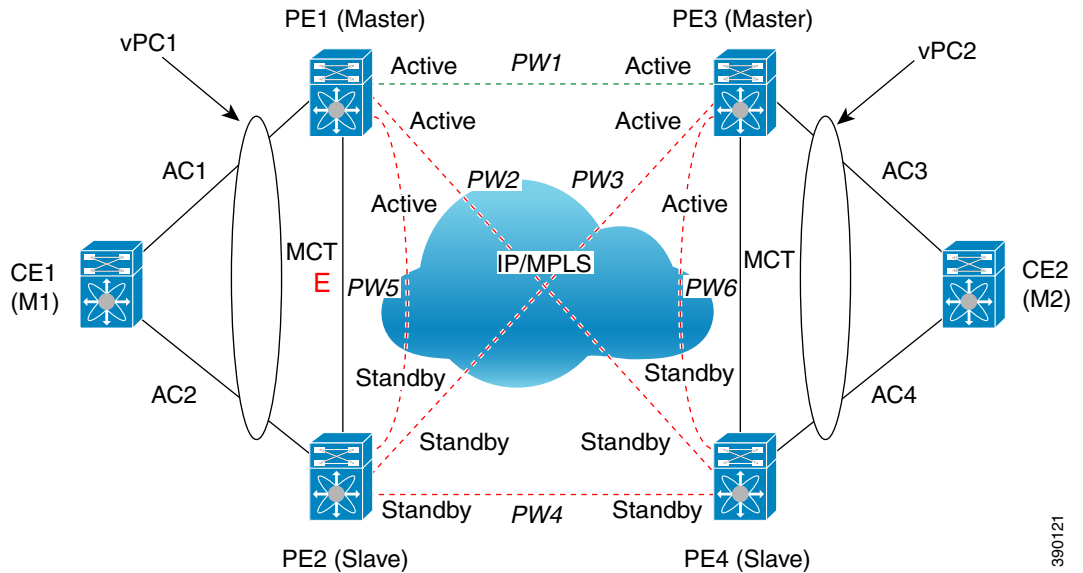 PE1 (Master)
PE3 (Master)
vPC1
vPC2
Active
PW1
Active
Active
Active
AC1
AC3
PW2
PW3
Active
Active
MCT
E
IP/MPLS
MCT
CE1
(M1)
PW5
PW6
CE2
(M2)
Standby
Standby
AC2
AC4
Standby
Standby
Standby
PW4
Standby
PE2 (Slave)
PE4 (Slave)
390121